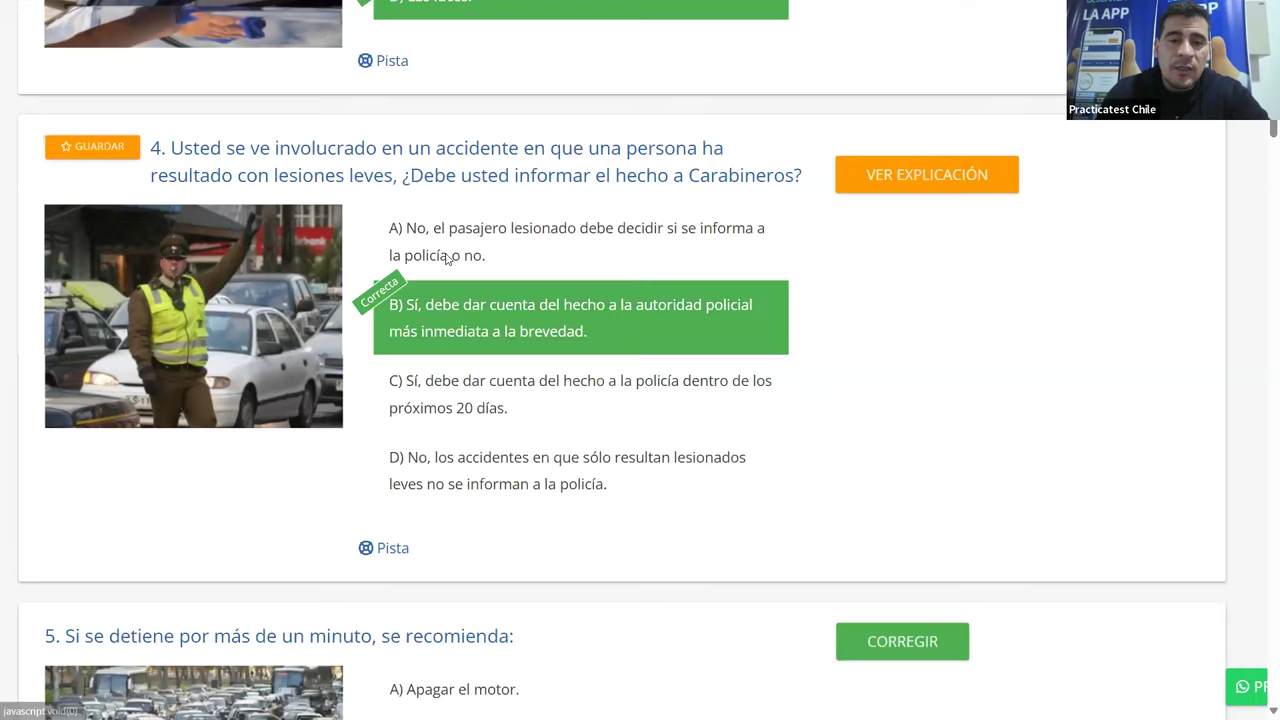 LA APP
Practicatest Chile
Pista
GUARDAR
4. Usted se ve involucrado en un accidente en que una persona ha
resultado con lesiones leves, ¿Debe usted informar el hecho a Carabineros?
VER EXPLICACIÓN
A) No, el pasajero lesionado debe decidir si se informa a
la policía o no.
Correcta
B) Sí, debe dar cuenta del hecho a la autoridad policial
más inmediata a la brevedad.
C) Sí, debe dar cuenta del hecho a la policía dentro de los
próximos 20 días.
D) No, los accidentes en que sólo resultan lesionados
leves no se informan a la policía.
Pista
5. Si se detiene por más de un minuto, se recomienda:
CORREGIR
A) Apagar el motor.
javascript:void(0)